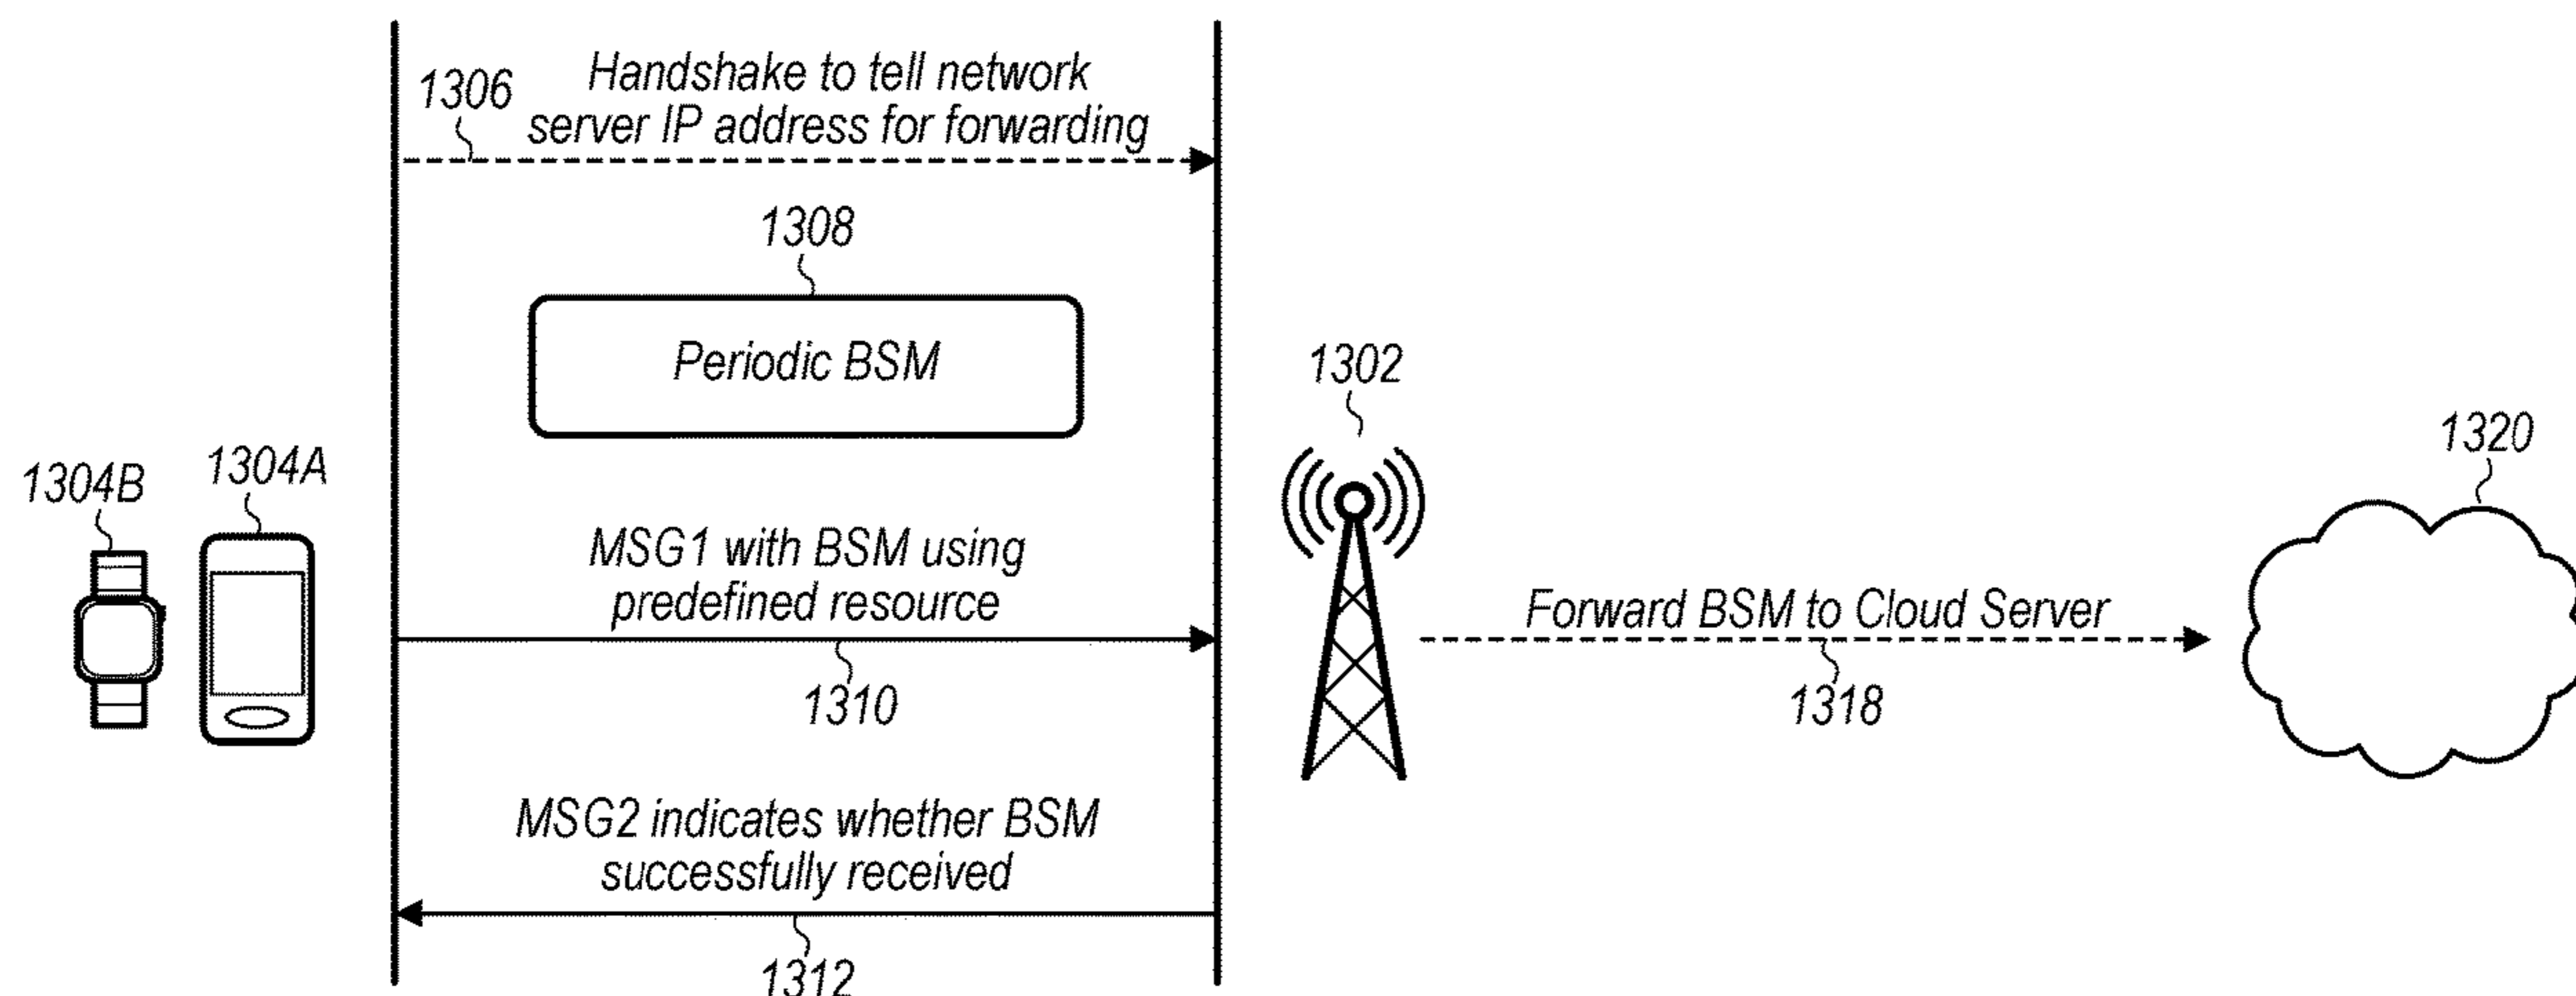 Handshake to tell network
1306
server IP address for forwarding
1308
Periodic BSM
1302
1320
1304A
1304B
MSG1 with BSM using
predefined resource
Forward BSM to Cloud Server
1310
1318
MSG2 indicates whether BSM
successfully received
1312